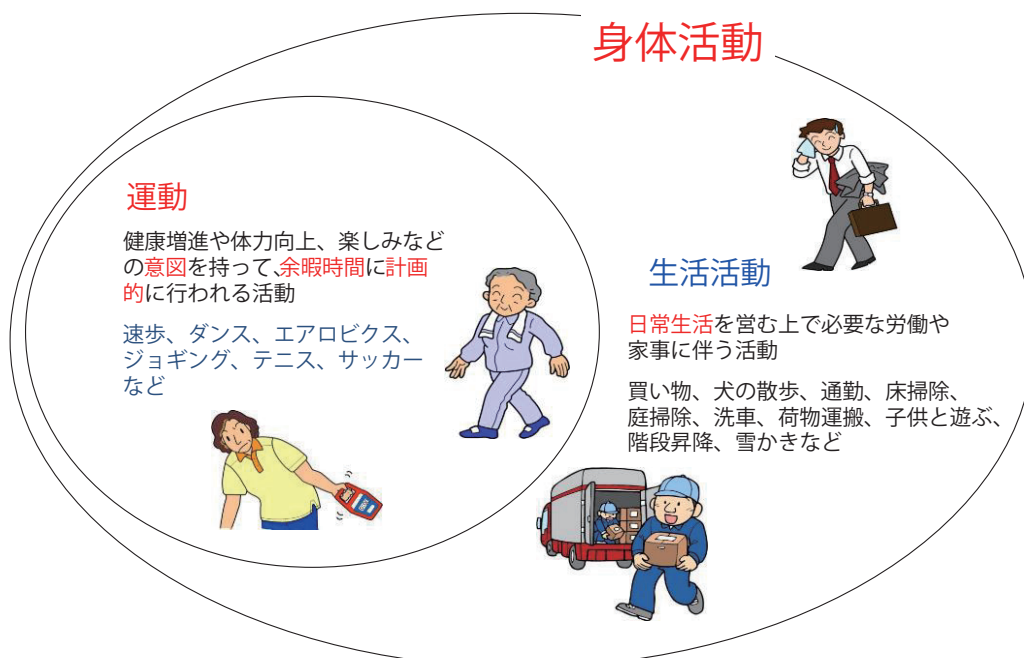 身体活動
運動
健康増進や体力向上、楽しみなど
の意図を持って、余暇時間に計画
的に行われる活動
速歩、ダンス、エアロビクス、
ジョギング、テニス、サッカー
など
生活活動
日常生活を営む上で必要な労働や
家事に伴う活動
買い物、犬の散歩、通勤、床掃除、
庭掃除、洗車、荷物運搬、子供と遊ぶ、
階段昇降、雪かきなど